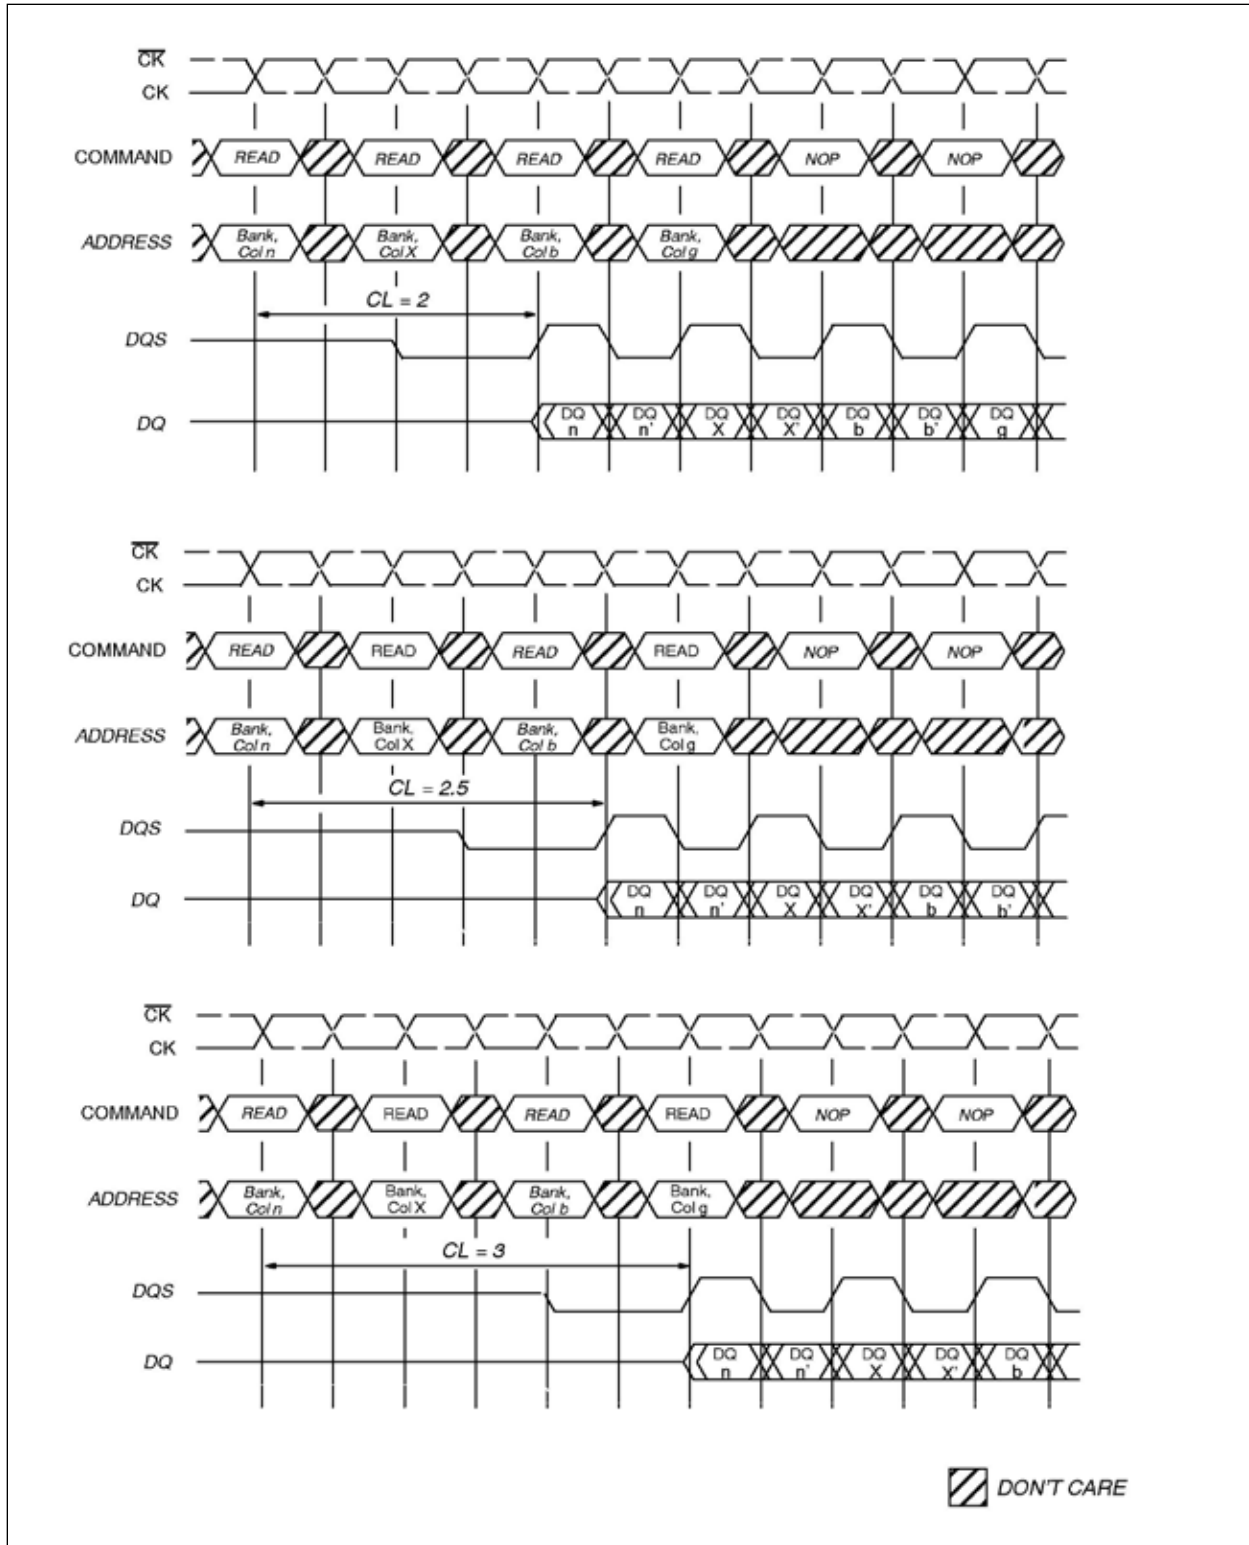 CK
CK
COMMAND READ READ READ READ NOP NOP
ADDRESS Bank, Col n Bank, Col X Bank, Col b Bank, Col g
CL = 2
DQS
DQ DQ n DQ n' DQ X DQ X' DQ b DQ b' DQ g
CK
CK
COMMAND READ READ READ READ NOP NOP
ADDRESS Bank, Col n Bank, Col X Bank, Col b Bank, Col g
CL = 2.5
DQS
DQ DQ n DQ n' DQ X DQ X' DQ b DQ b'
CK
CK
COMMAND READ READ READ READ NOP NOP
ADDRESS Bank, Col n Bank, Col X Bank, Col b Bank, Col g
CL = 3
DQS
DQ DQ n DQ n' DQ X DQ X' DQ b
DON'T CARE